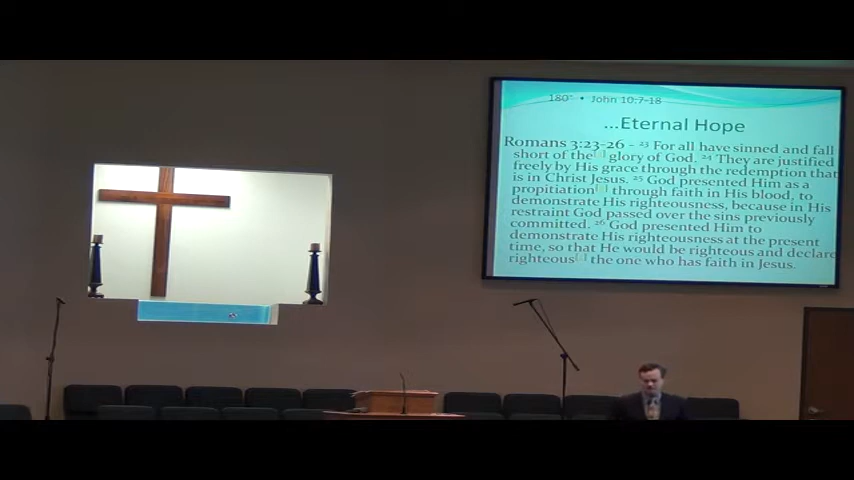 180° • John 10:7-18
...Eternal Hope
Romans 3:23-26 - 23 For all have sinned and fall
short of the[ ] glory of God. 24 They are justified
freely by His grace through the redemption that
is in Christ Jesus. 25 God presented Him as a
propitiation[ ] through faith in His blood, to
demonstrate His righteousness, because in His
restraint God passed over the sins previously
committed. 26 God presented Him to
demonstrate His righteousness at the present
time, so that He would be righteous and declare
righteous[ ] the one who has faith in Jesus.